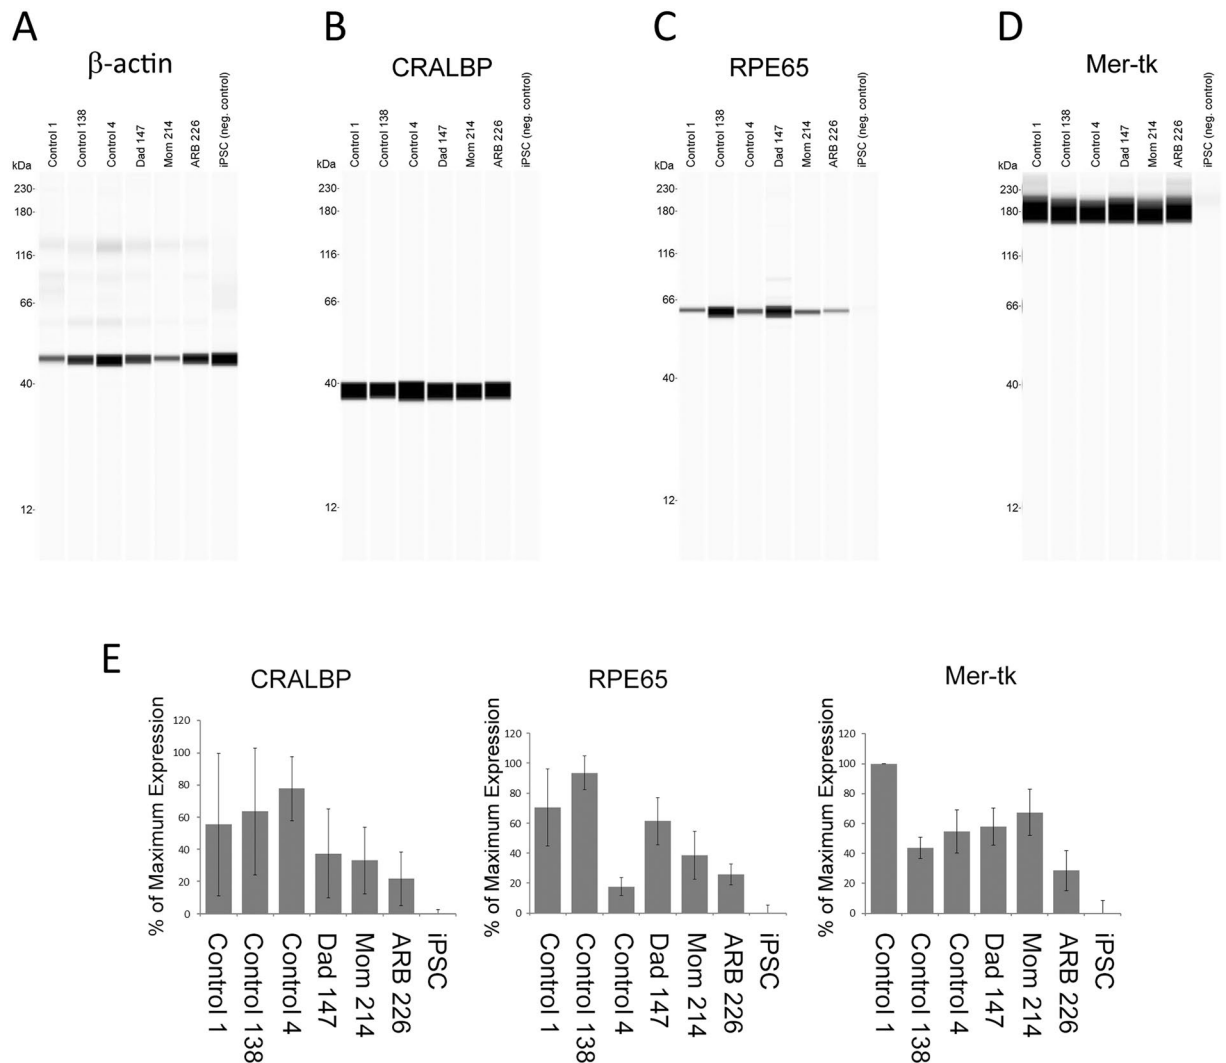 A
B
C
D
β-actin
CRALBP
RPE65
Mer-tk
Control 1
Control 138
Control 4
Dad 147
Mom 214
ARB 226
iPSC (neg. control)
Control 1
Control 138
Control 4
Dad 147
Mom 214
ARB 226
iPSC (neg. control)
Control 1
Control 138
Control 4
Dad 147
Mom 214
ARB 226
iPSC (neg. control)
Control 1
Control 138
Control 4
Dad 147
Mom 214
ARB 226
iPSC (neg. control)
kDa
230-
180-
116-
66-
40-
12-
kDa
230-
180-
116-
66-
40-
12-
kDa
230-
180-
116-
66-
40-
12-
kDa
230-
180-
116-
66-
40-
12-
E
CRALBP
% of Maximum Expression
120
100
80
60
40
20
0
Control 1
Control 138
Control 4
Dad 147
Mom 214
ARB 226
iPSC
RPE65
% of Maximum Expression
120
100
80
60
40
20
0
Control 1
Control 138
Control 4
Dad 147
Mom 214
ARB 226
iPSC
Mer-tk
% of Maximum Expression
120
100
80
60
40
20
0
Control 1
Control 138
Control 4
Dad 147
Mom 214
ARB 226
iPSC